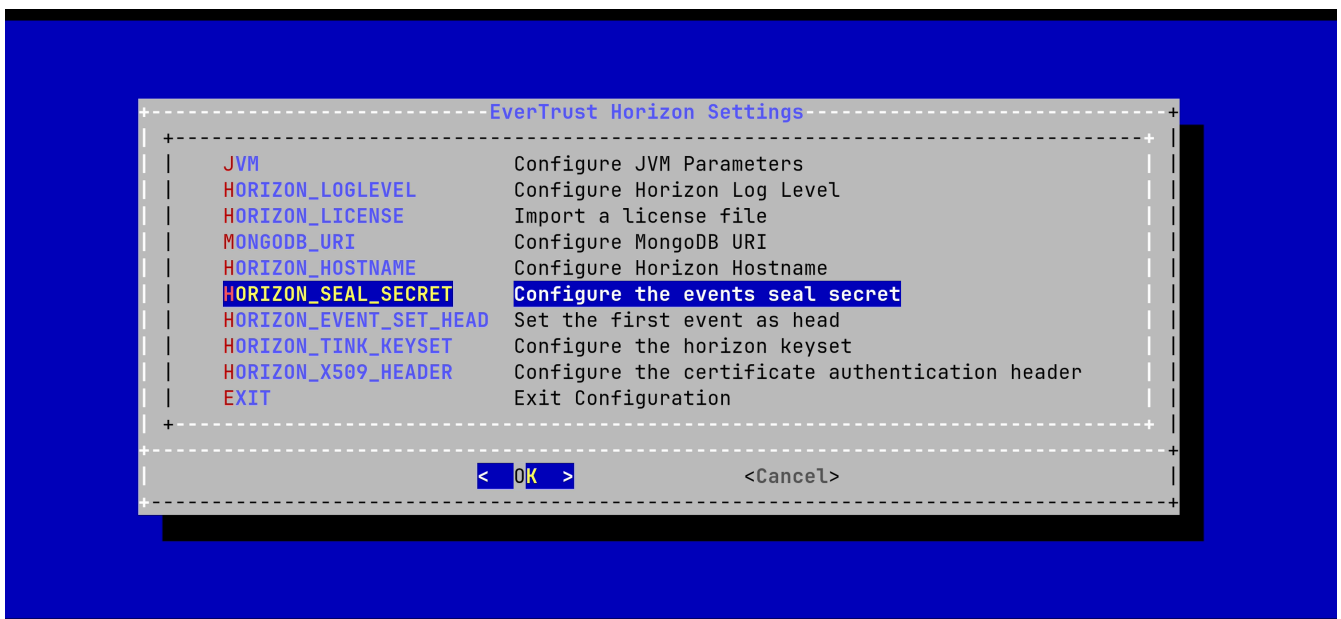 EverTrust Horizon Settings
JVM Configure JVM Parameters
HORIZON_LOGLEVEL Configure Horizon Log Level
HORIZON_LICENSE Import a license file
MONGODB_URI Configure MongoDB URI
HORIZON_HOSTNAME Configure Horizon Hostname
HORIZON_SEAL_SECRET Configure the events seal secret
HORIZON_EVENT_SET_HEAD Set the first event as head
HORIZON_TINK_KEYSET Configure the horizon keyset
HORIZON_X509_HEADER Configure the certificate authentication header
EXIT Exit Configuration
< OK > <Cancel>